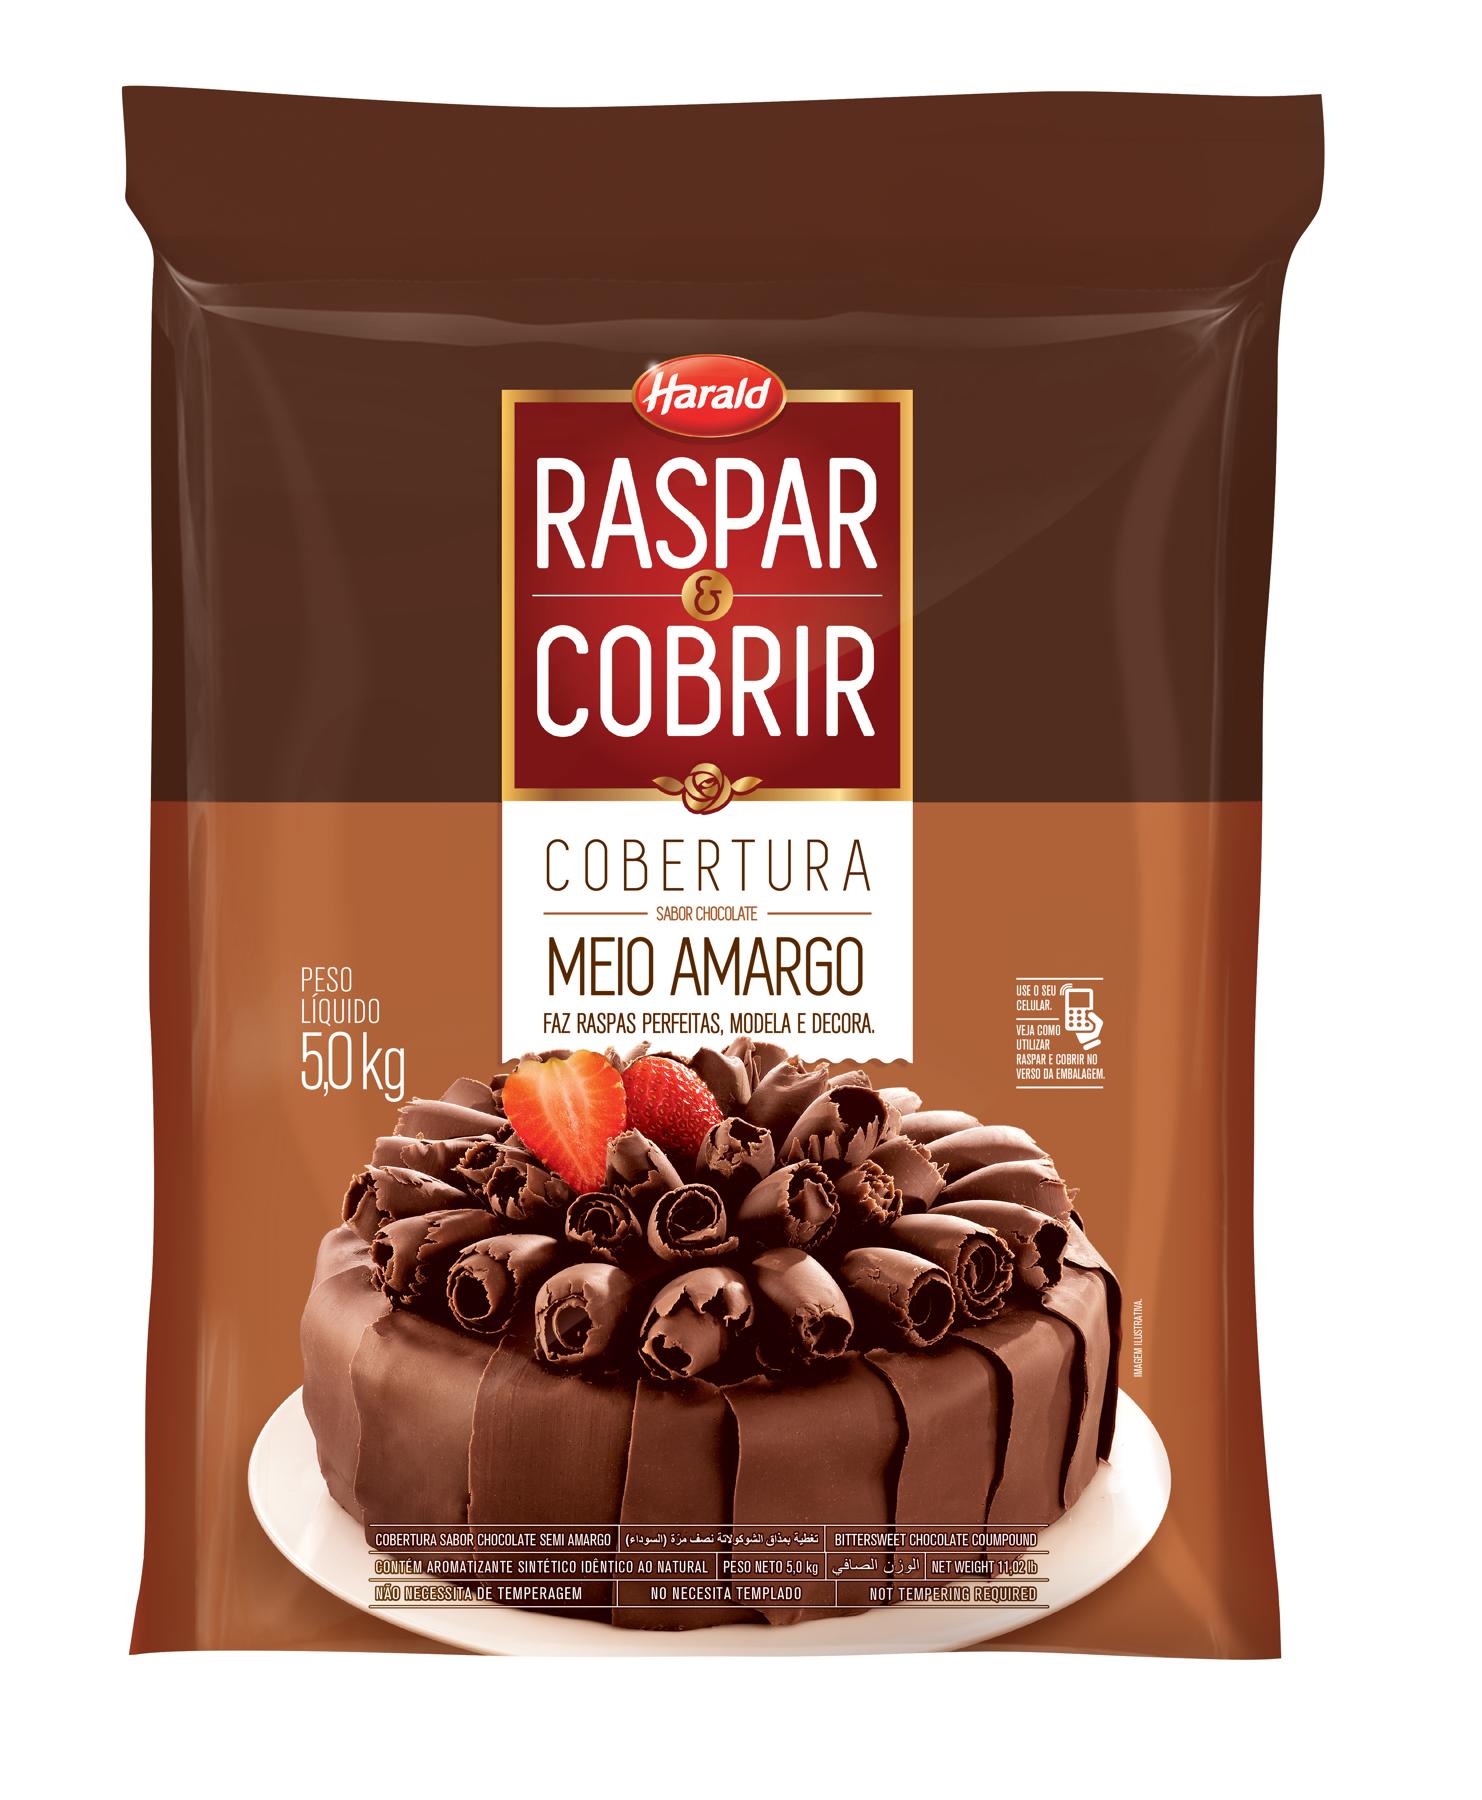 Harald
RASPAR
&
COBRIR
COBERTURA
SABOR CHOCOLATE
MEIO AMARGO
FAZ RASPAS PERFEITAS, MODELA E DECORA.
PESO
LÍQUIDO
5,0 kg
USE O SEU
CELULAR.
VEJA COMO
UTILIZAR
RASPAR E COBRIR NO
VERSO DA EMBALAGEM.
IMAGEM ILUSTRATIVA.
COBERTURA SABOR CHOCOLATE SEMI AMARGO تغطية بمذاق الشوكولاتة نصف مرّة (السوداء) BITTERSWEET CHOCOLATE COUMPOUND
CONTÉM AROMATIZANTE SINTÉTICO IDÊNTICO AO NATURAL PESO NETO 5,0 kg الوزن الصافي NET WEIGHT 11,02 lb
NÃO NECESSITA DE TEMPERAGEM NO NECESITA TEMPLADO NOT TEMPERING REQUIRED